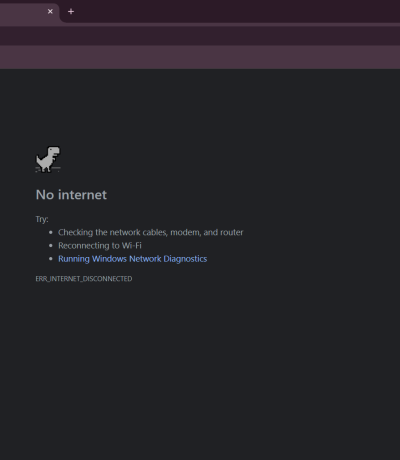 No internet
Try:
• Checking the network cables, modem, and router
• Reconnecting to Wi-Fi
• Running Windows Network Diagnostics
ERR_INTERNET_DISCONNECTED